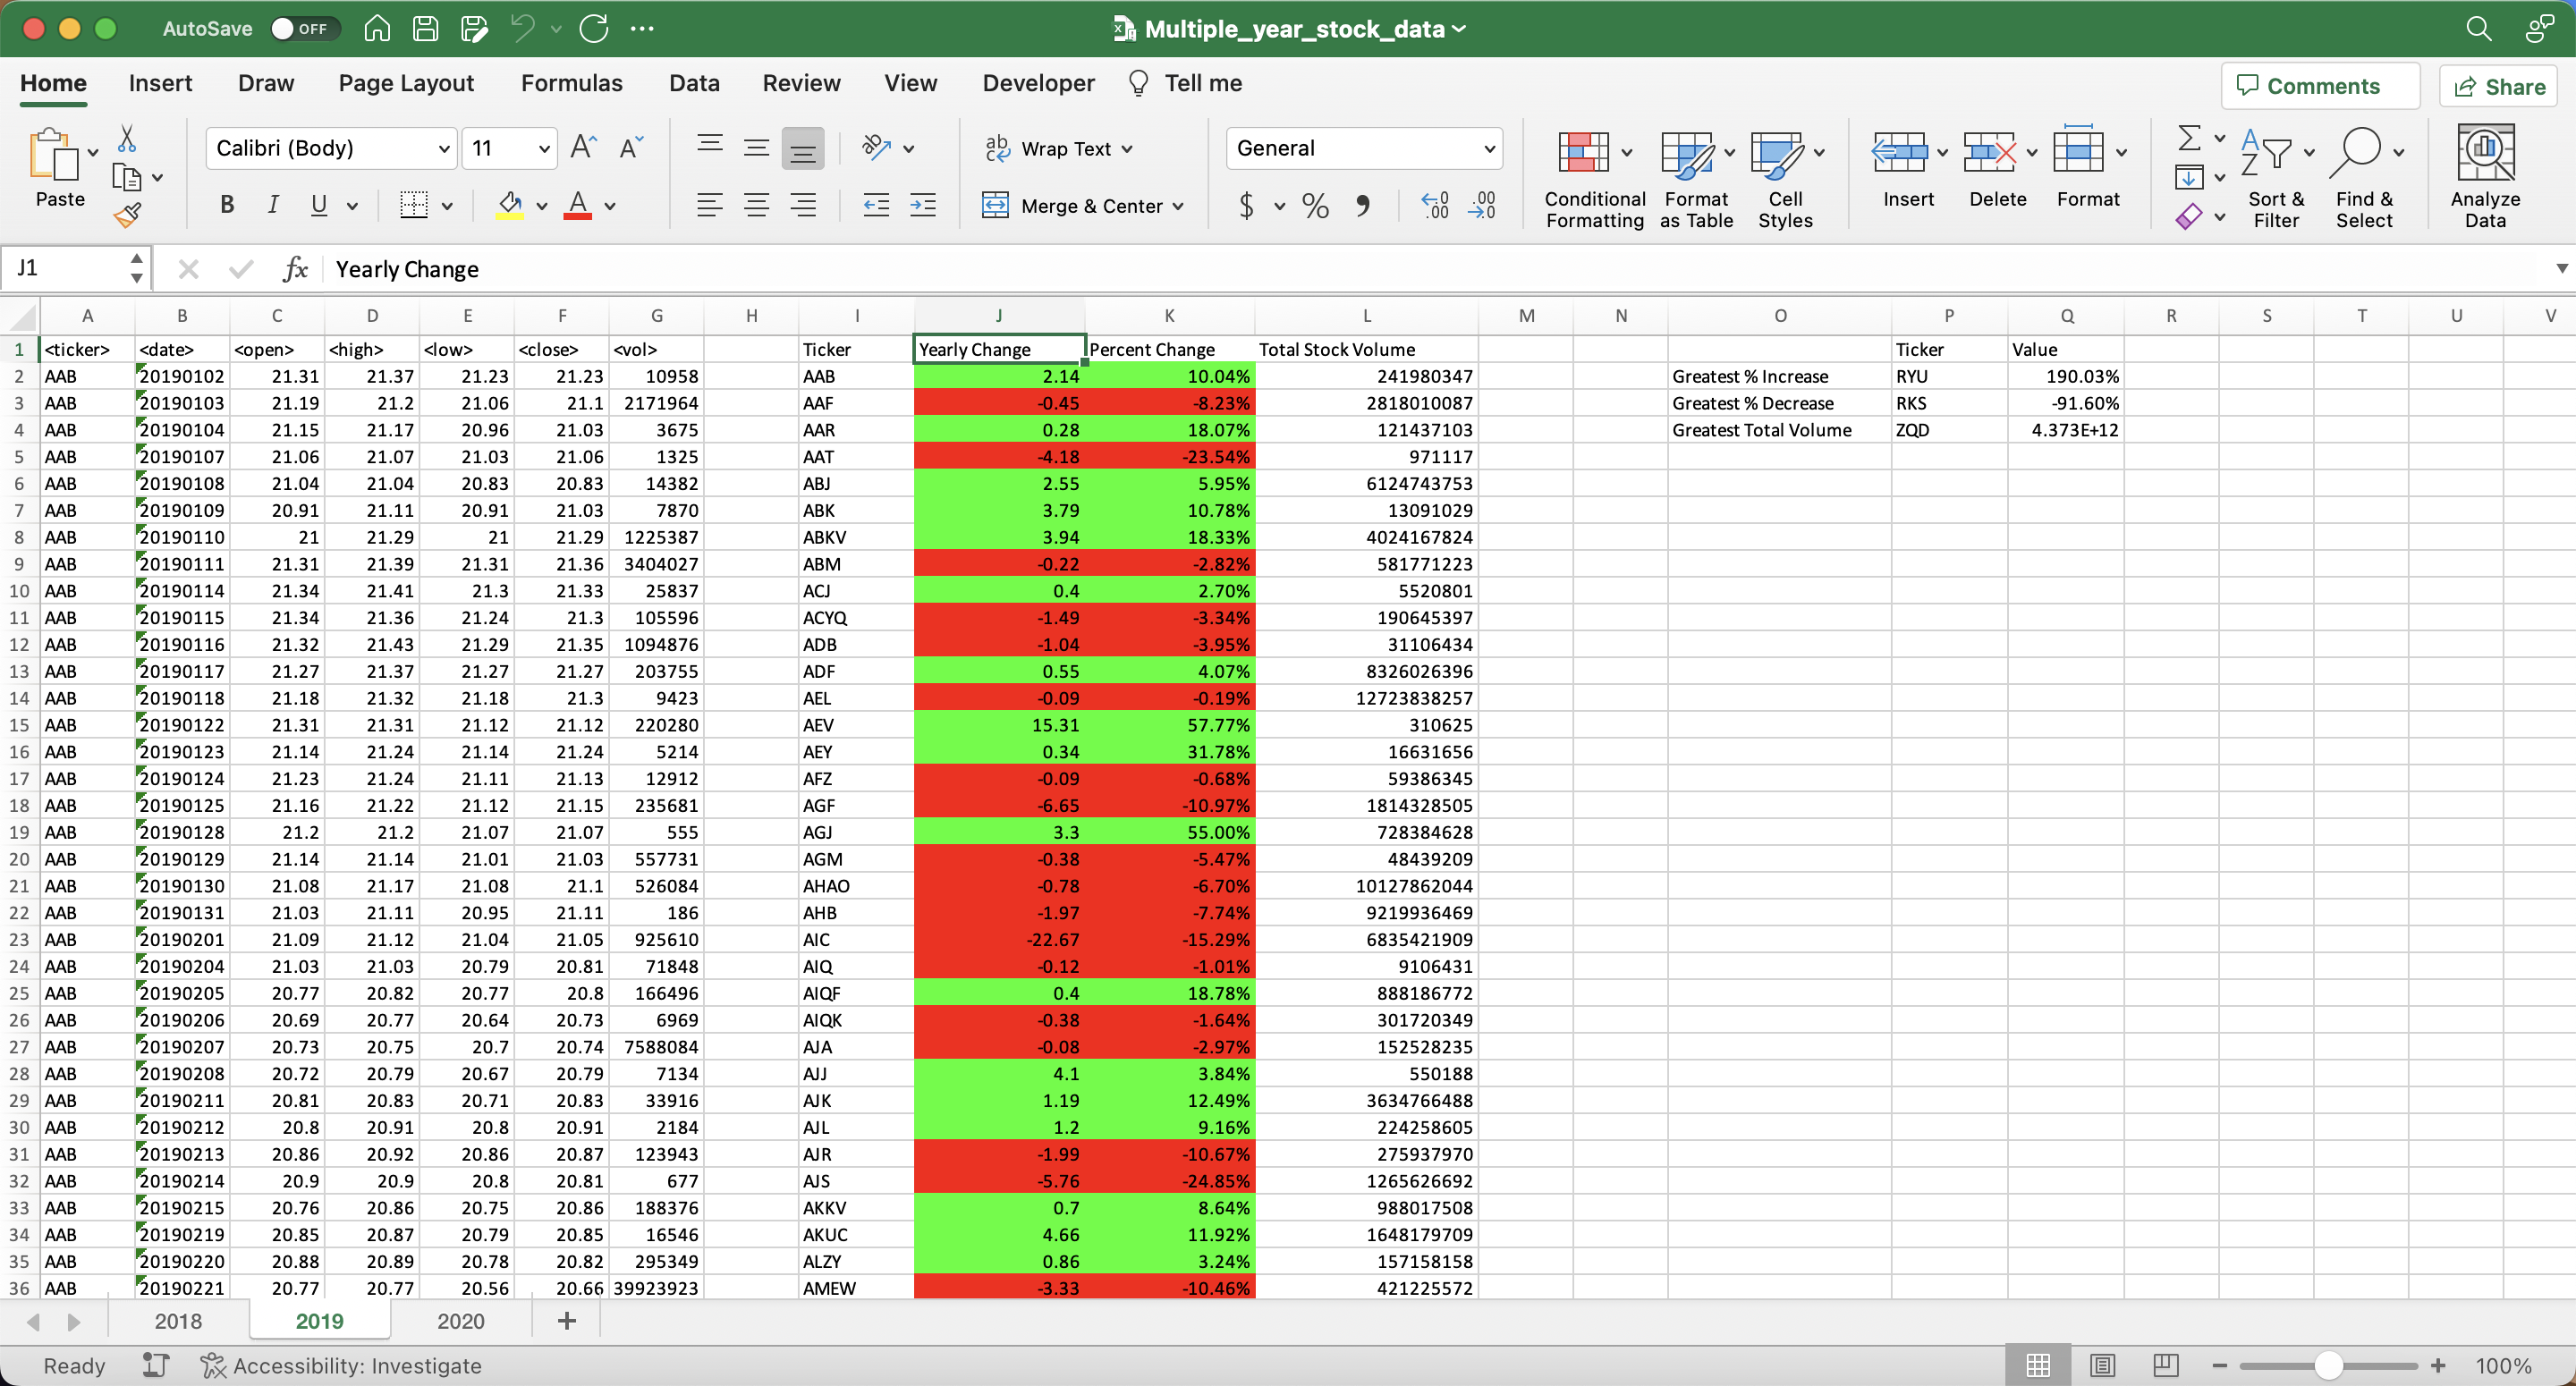 AutoSave OFF Multiple_year_stock_data
Home Insert Draw Page Layout Formulas Data Review View Developer Tell me Comments Share
Paste Calibri (Body) 11 Wrap Text General Conditional Formatting Format as Table Cell Styles Insert Delete Format Sort & Filter Find & Select Analyze Data
B I U Merge & Center $ %
J1 fx Yearly Change
A B C D E F G H I J K L M N O P Q R S T U V
1 <ticker> <date> <open> <high> <low> <close> <vol> Ticker Yearly Change Percent Change Total Stock Volume Ticker Value
2 AAB 20190102 21.31 21.37 21.23 21.23 10958 AAB 2.14 10.04% 241980347 Greatest % Increase RYU 190.03%
3 AAB 20190103 21.19 21.2 21.06 21.1 2171964 AAF -0.45 -8.23% 2818010087 Greatest % Decrease RKS -91.60%
4 AAB 20190104 21.15 21.17 20.96 21.03 3675 AAR 0.28 18.07% 121437103 Greatest Total Volume ZQD 4.373E+12
5 AAB 20190107 21.06 21.07 21.03 21.06 1325 AAT -4.18 -23.54% 971117
6 AAB 20190108 21.04 21.04 20.83 20.83 14382 ABJ 2.55 5.95% 6124743753
7 AAB 20190109 20.91 21.11 20.91 21.03 7870 ABK 3.79 10.78% 13091029
8 AAB 20190110 21 21.29 21 21.29 1225387 ABKV 3.94 18.33% 4024167824
9 AAB 20190111 21.31 21.39 21.31 21.36 3404027 ABM -0.22 -2.82% 581771223
10 AAB 20190114 21.34 21.41 21.3 21.33 25837 ACJ 0.4 2.70% 5520801
11 AAB 20190115 21.34 21.36 21.24 21.3 105596 ACYQ -1.49 -3.34% 190645397
12 AAB 20190116 21.32 21.43 21.29 21.35 1094876 ADB -1.04 -3.95% 31106434
13 AAB 20190117 21.27 21.37 21.27 21.27 203755 ADF 0.55 4.07% 8326026396
14 AAB 20190118 21.18 21.32 21.18 21.3 9423 AEL -0.09 -0.19% 12723838257
15 AAB 20190122 21.31 21.31 21.12 21.12 220280 AEV 15.31 57.77% 310625
16 AAB 20190123 21.14 21.24 21.14 21.24 5214 AEY 0.34 31.78% 16631656
17 AAB 20190124 21.23 21.24 21.11 21.13 12912 AFZ -0.09 -0.68% 59386345
18 AAB 20190125 21.16 21.22 21.12 21.15 235681 AGF -6.65 -10.97% 1814328505
19 AAB 20190128 21.2 21.2 21.07 21.07 555 AGJ 3.3 55.00% 728384628
20 AAB 20190129 21.14 21.14 21.01 21.03 557731 AGM -0.38 -5.47% 48439209
21 AAB 20190130 21.08 21.17 21.08 21.1 526084 AHAO -0.78 -6.70% 10127862044
22 AAB 20190131 21.03 21.11 20.95 21.11 186 AHB -1.97 -7.74% 9219936469
23 AAB 20190201 21.09 21.12 21.04 21.05 925610 AIC -22.67 -15.29% 6835421909
24 AAB 20190204 21.03 21.03 20.79 20.81 71848 AIQ -0.12 -1.01% 9106431
25 AAB 20190205 20.77 20.82 20.77 20.8 166496 AIQF 0.4 18.78% 888186772
26 AAB 20190206 20.69 20.77 20.64 20.73 6969 AIQK -0.38 -1.64% 301720349
27 AAB 20190207 20.73 20.75 20.7 20.74 7588084 AJA -0.08 -2.97% 152528235
28 AAB 20190208 20.72 20.79 20.67 20.79 7134 AJJ 4.1 3.84% 550188
29 AAB 20190211 20.81 20.83 20.71 20.83 33916 AJK 1.19 12.49% 3634766488
30 AAB 20190212 20.8 20.91 20.8 20.91 2184 AJL 1.2 9.16% 224258605
31 AAB 20190213 20.86 20.92 20.86 20.87 123943 AJR -1.99 -10.67% 275937970
32 AAB 20190214 20.9 20.9 20.8 20.81 677 AJS -5.76 -24.85% 1265626692
33 AAB 20190215 20.76 20.86 20.75 20.86 188376 AKKV 0.7 8.64% 988017508
34 AAB 20190219 20.85 20.87 20.79 20.85 16546 AKUC 4.66 11.92% 1648179709
35 AAB 20190220 20.88 20.89 20.78 20.82 295349 ALZY 0.86 3.24% 157158158
36 AAB 20190221 20.77 20.77 20.56 20.66 39923923 AMEW -3.33 -10.46% 421225572
2018 2019 2020 +
Ready Accessibility: Investigate 100%